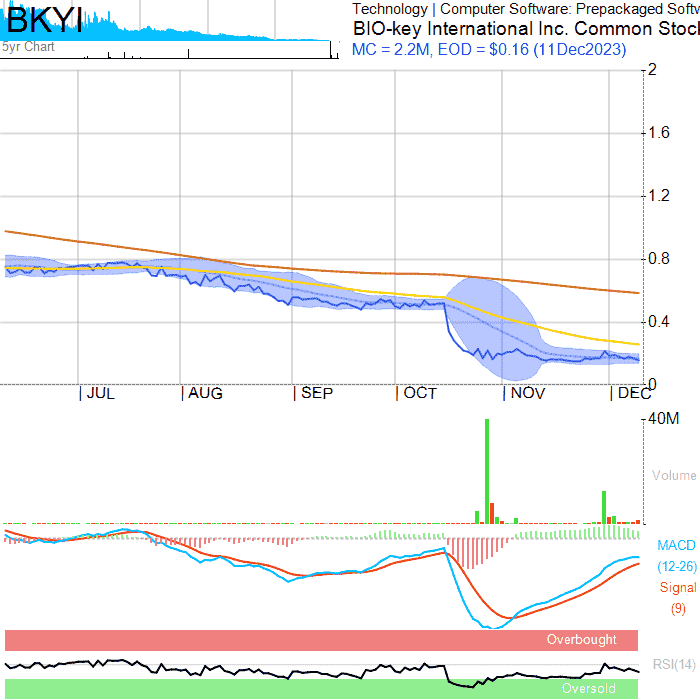 BKYI
5yr Chart
Technology | Computer Software: Prepackaged Softw
BIO-key International Inc. Common Stoc
MC = 2.2M, EOD = $0.16 (11Dec2023)
2
1.6
1.2
0.8
0.4
0
| JUL | AUG | SEP | OCT | NOV | DEC
40M
Volume
MACD
(12-26)
Signal
(9)
Overbought
RSI(14)
Oversold